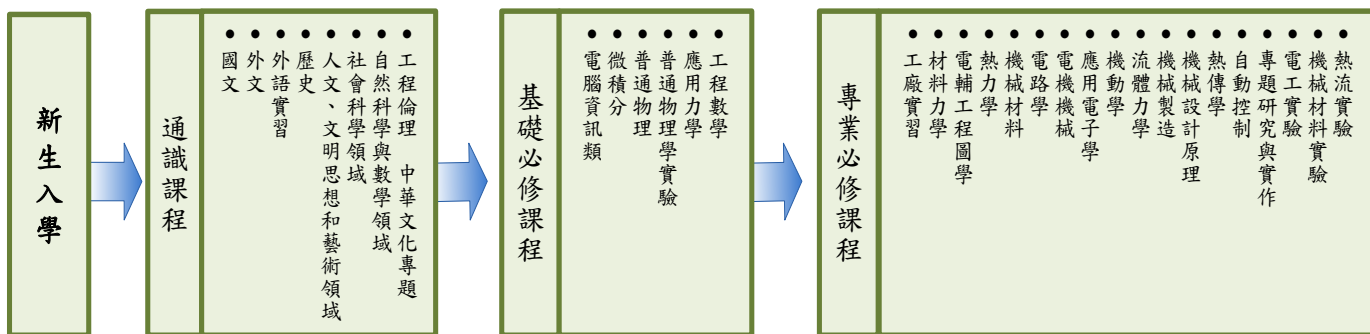 新生入學
通識課程
● 國文
● 外文
● 外語實習
● 歷史
● 人文、文明思想和藝術領域
● 社會科學領域
● 自然科學與數學領域
● 工程倫理 中華文化專題
基礎必修課程
● 電腦資訊類
● 微積分
● 普通物理
● 普通物理學實驗
● 應用力學
● 工程數學
專業必修課程
● 工廠實習
● 材料力學
● 電輔工程圖學
● 熱力學
● 機械材料
● 電路學
● 電機機械
● 應用電子學
● 機動學
● 流體力學
● 機械製造
● 機械設計原理
● 熱傳學
● 自動控制
● 專題研究與實作
● 電工實驗
● 機械材料實驗
● 熱流實驗